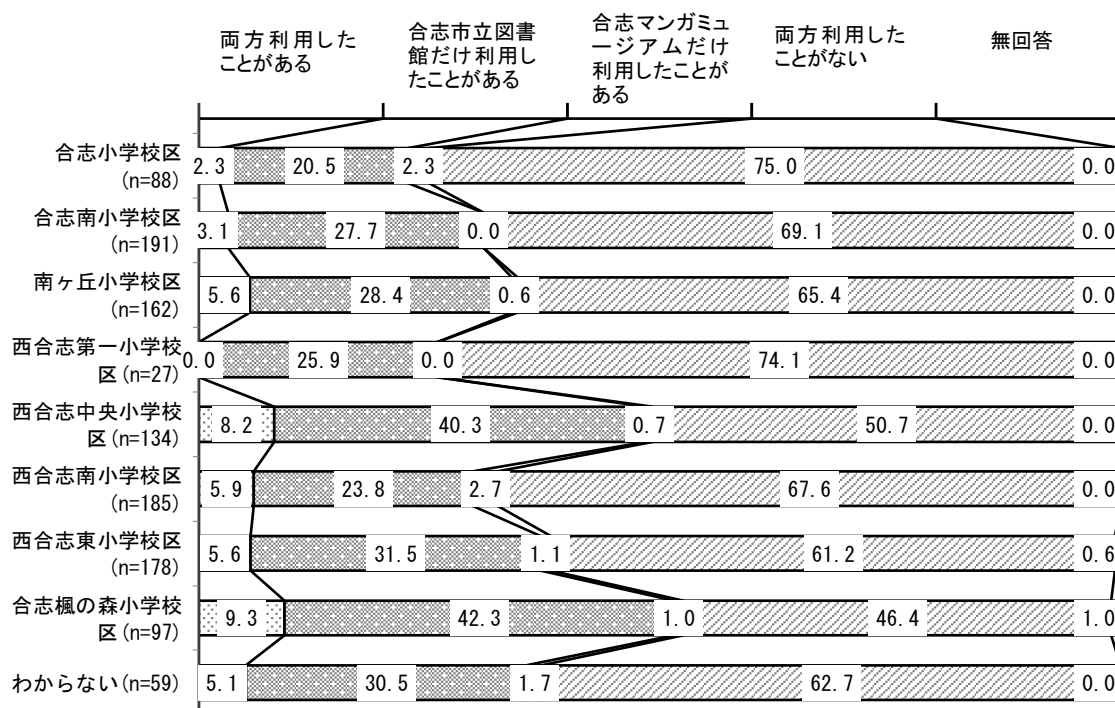 両方利用した
ことがある
合志市立図書
館だけ利用し
たことがある
合志マンガミュ
ージアムだけ
利用したことが
ある
両方利用した
ことがない
無回答
合志小学校区
(n=88)
2.3 20.5 2.3 75.0 0.0
合志南小学校区
(n=191)
3.1 27.7 0.0 69.1 0.0
南ヶ丘小学校区
(n=162)
5.6 28.4 0.6 65.4 0.0
西合志第一小学校
区(n=27)
0.0 25.9 0.0 74.1 0.0
西合志中央小学校
区(n=134)
8.2 40.3 0.7 50.7 0.0
西合志南小学校区
(n=185)
5.9 23.8 2.7 67.6 0.0
西合志東小学校区
(n=178)
5.6 31.5 1.1 61.2 0.6
合志楓の森小学校
区(n=97)
9.3 42.3 1.0 46.4 1.0
わからない(n=59)
5.1 30.5 1.7 62.7 0.0